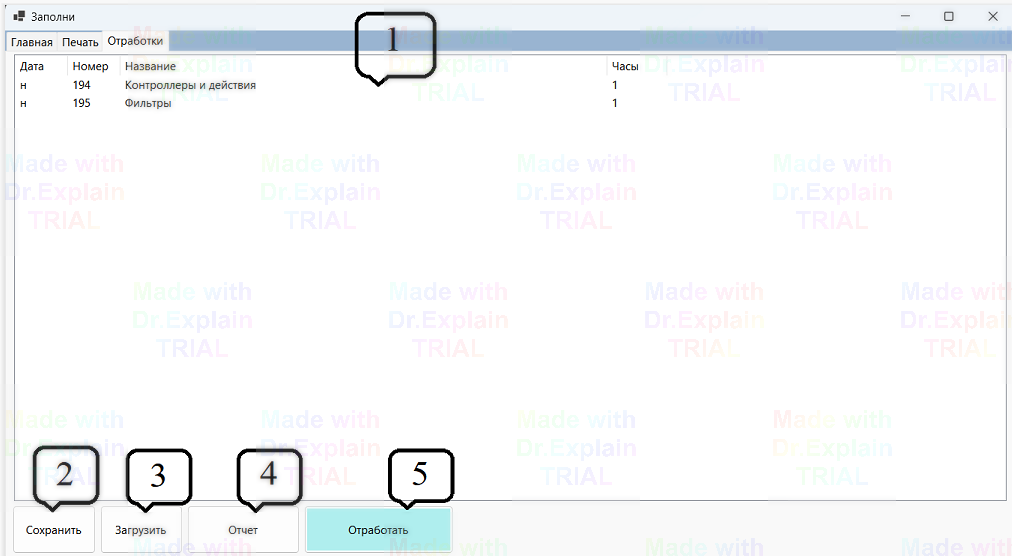 Заполни
Главная Печать Отработки
1
Дата Номер Название Часы
н 194 Контроллеры и действия 1
н 195 Фильтры 1
Made with Dr.Explain TRIAL
2 3 4 5
Сохранить Загрузить Отчет Отработать